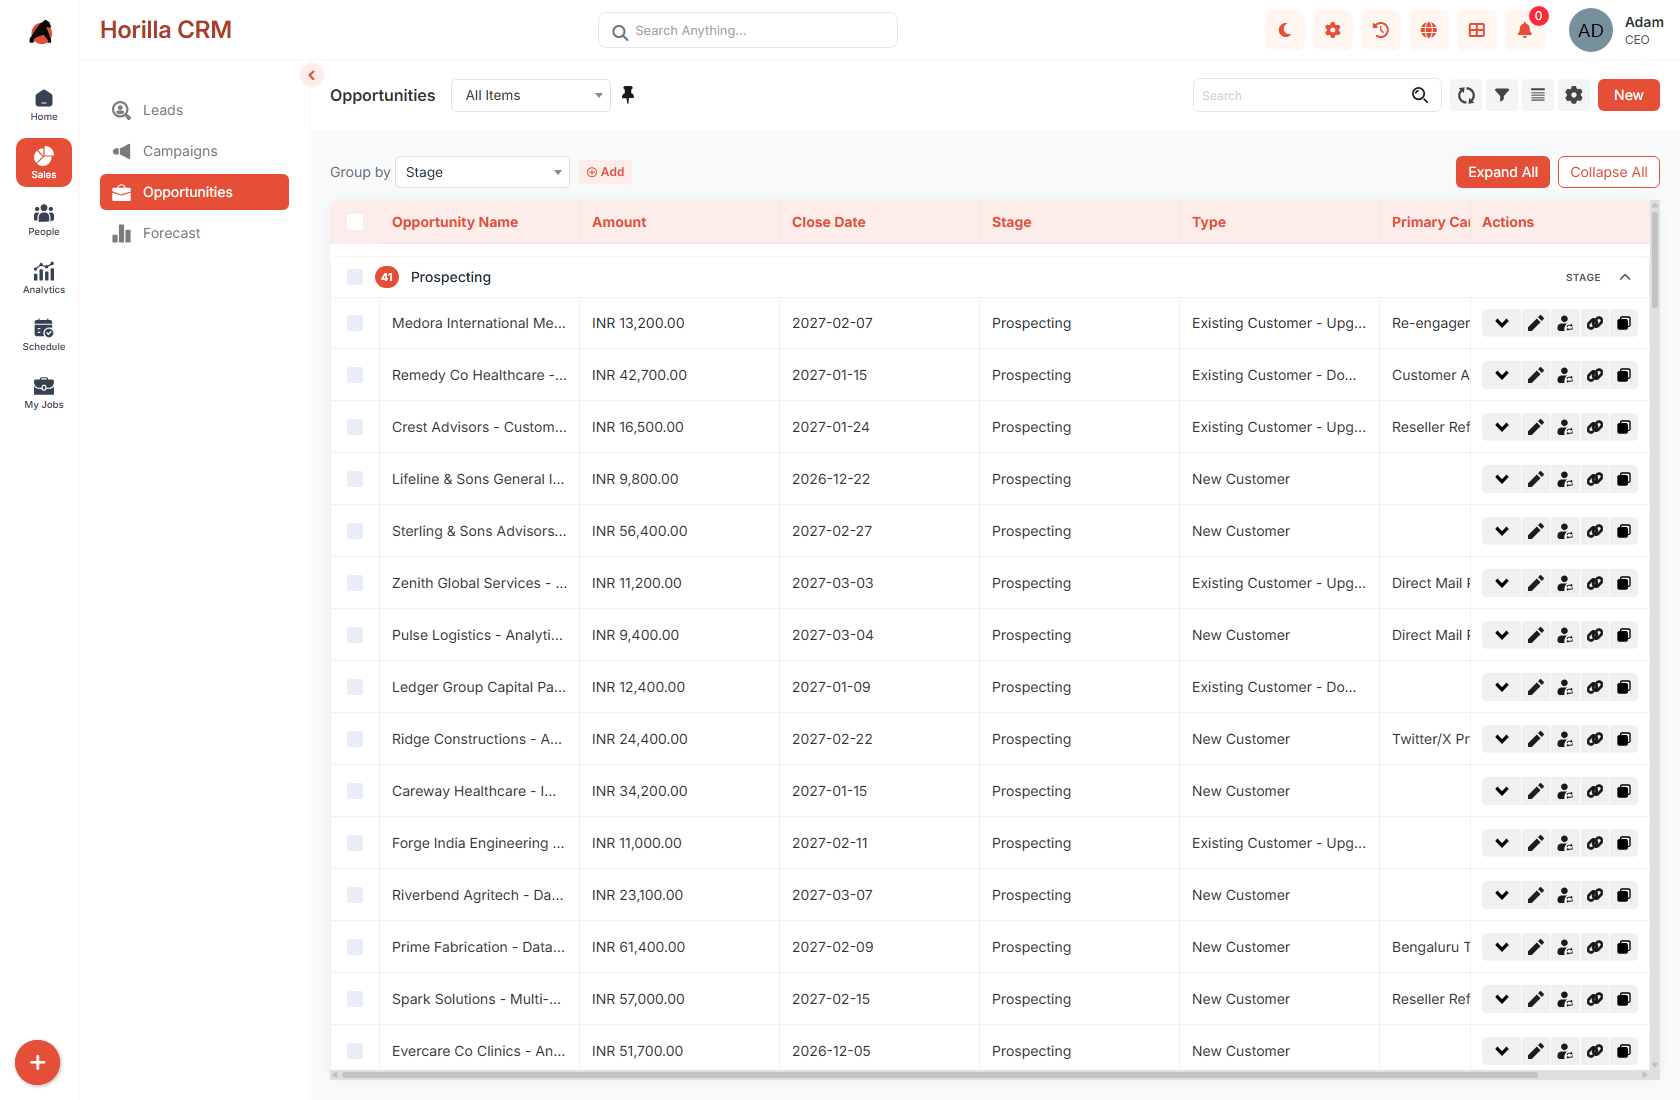 Horilla CRM
Search Anything...
0
AD
Adam
CEO
Home
Sales
People
Analytics
Schedule
My Jobs
Leads
Campaigns
Opportunities
Forecast
Opportunities
All Items
Search
New
Group by
Stage
Add
Expand All
Collapse All
Opportunity Name Amount Close Date Stage Type Primary Car Actions
41 Prospecting STAGE
Medora International Me... INR 13,200.00 2027-02-07 Prospecting Existing Customer - Upg... Re-engager
Remedy Co Healthcare -... INR 42,700.00 2027-01-15 Prospecting Existing Customer - Do... Customer A
Crest Advisors - Custom... INR 16,500.00 2027-01-24 Prospecting Existing Customer - Upg... Reseller Ref
Lifeline & Sons General I... INR 9,800.00 2026-12-22 Prospecting New Customer
Sterling & Sons Advisors... INR 56,400.00 2027-02-27 Prospecting New Customer
Zenith Global Services - ... INR 11,200.00 2027-03-03 Prospecting Existing Customer - Upg... Direct Mail
Pulse Logistics - Analyti... INR 9,400.00 2027-03-04 Prospecting New Customer Direct Mail
Ledger Group Capital Pa... INR 12,400.00 2027-01-09 Prospecting Existing Customer - Do...
Ridge Constructions - A... INR 24,400.00 2027-02-22 Prospecting New Customer Twitter/X Pr
Careway Healthcare - I... INR 34,200.00 2027-01-15 Prospecting New Customer
Forge India Engineering ... INR 11,000.00 2027-02-11 Prospecting Existing Customer - Upg...
Riverbend Agritech - Da... INR 23,100.00 2027-03-07 Prospecting New Customer
Prime Fabrication - Data... INR 61,400.00 2027-02-09 Prospecting New Customer Bengaluru T
Spark Solutions - Multi-... INR 57,000.00 2027-02-15 Prospecting New Customer Reseller Ref
Evercare Co Clinics - An... INR 51,700.00 2026-12-05 Prospecting New Customer